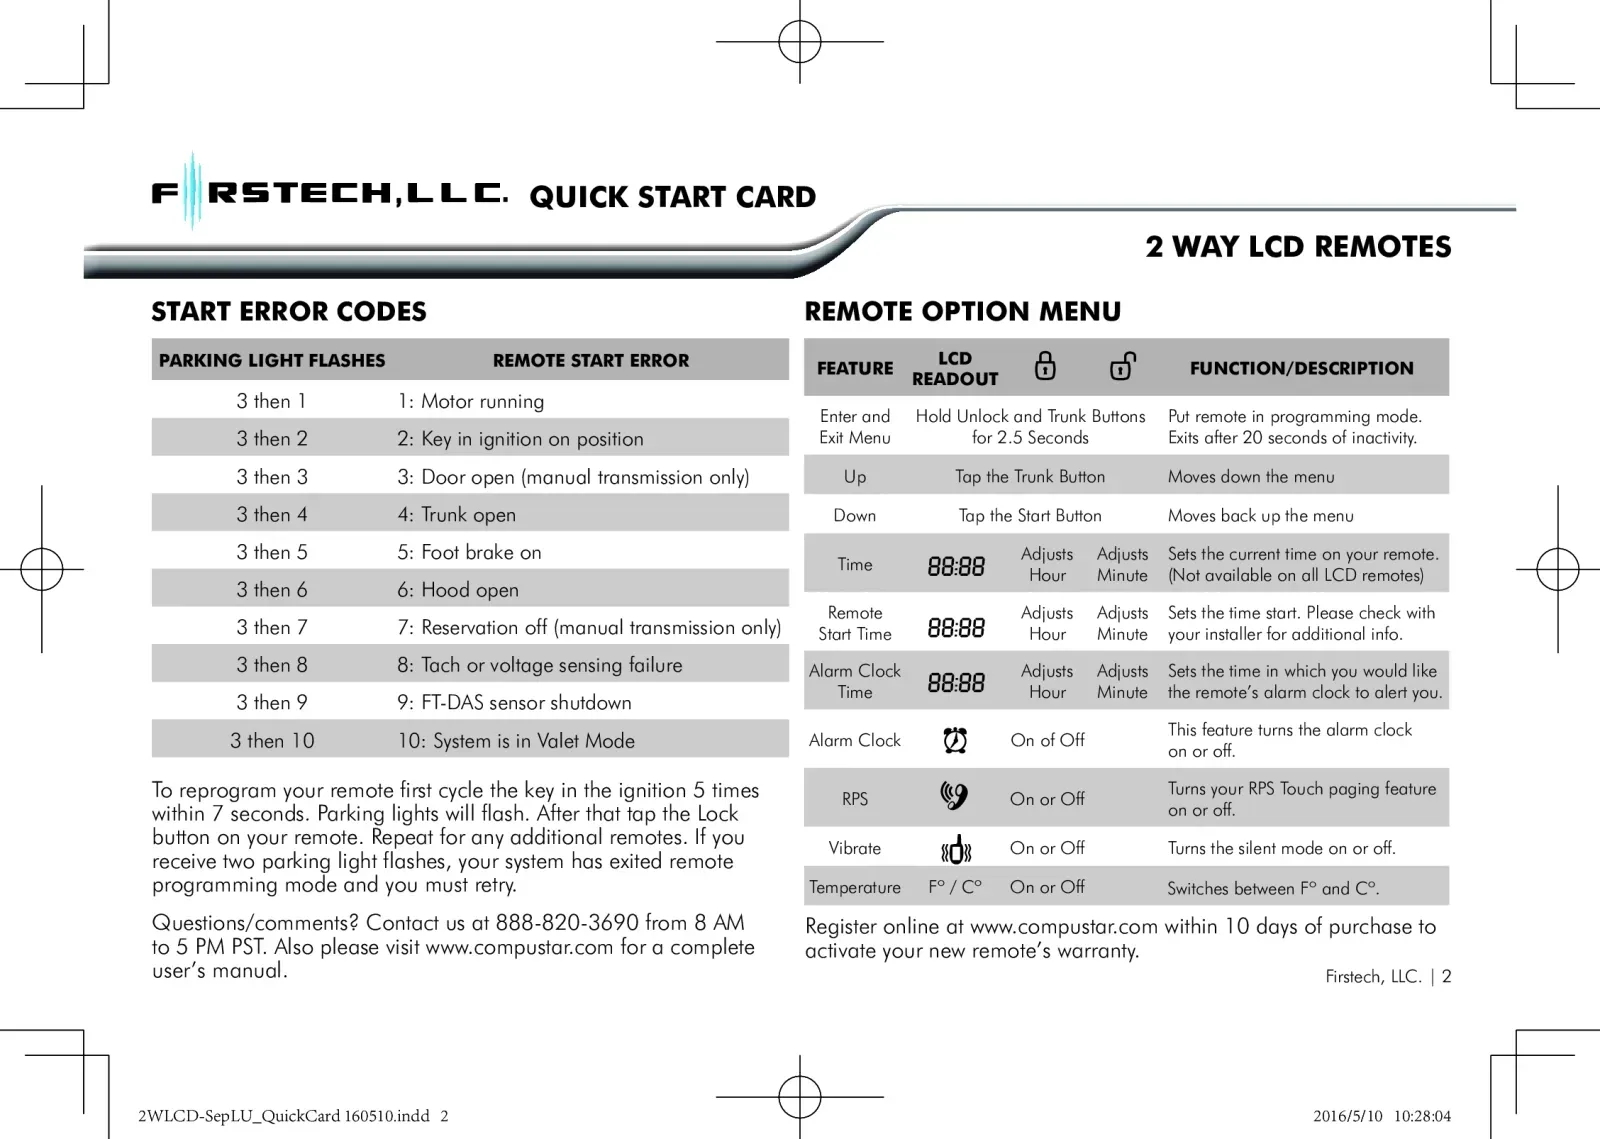 FIRSTECH, LLC. QUICK START CARD
2 WAY LCD REMOTES
START ERROR CODES
PARKING LIGHT FLASHES REMOTE START ERROR
3 then 1 1: Motor running
3 then 2 2: Key in ignition on position
3 then 3 3: Door open (manual transmission only)
3 then 4 4: Trunk open
3 then 5 5: Foot brake on
3 then 6 6: Hood open
3 then 7 7: Reservation off (manual transmission only)
3 then 8 8: Tach or voltage sensing failure
3 then 9 9: FT-DAS sensor shutdown
3 then 10 10: System is in Valet Mode
To reprogram your remote first cycle the key in the ignition 5 times
within 7 seconds. Parking lights will flash. After that tap the Lock
button on your remote. Repeat for any additional remotes. If you
receive two parking light flashes, your system has exited remote
programming mode and you must retry.
Questions/comments? Contact us at 888-820-3690 from 8 AM
to 5 PM PST. Also please visit www.compustar.com for a complete
user's manual.
REMOTE OPTION MENU
FEATURE LCD READOUT FUNCTION/DESCRIPTION
Enter and Hold Unlock and Trunk Buttons Put remote in programming mode.
Exit Menu for 2.5 Seconds Exits after 20 seconds of inactivity.
Up Tap the Trunk Button Moves down the menu
Down Tap the Start Button Moves back up the menu
Time 88:88 Adjusts Hour Adjusts Minute Sets the current time on your remote.
(Not available on all LCD remotes)
Remote Start Time 88:88 Adjusts Hour Adjusts Minute Sets the time start. Please check with
your installer for additional info.
Alarm Clock Time 88:88 Adjusts Hour Adjusts Minute Sets the time in which you would like
the remote's alarm clock to alert you.
Alarm Clock On of Off This feature turns the alarm clock
on or off.
RPS On or Off Turns your RPS Touch paging feature
on or off.
Vibrate On or Off Turns the silent mode on or off.
Temperature Fº / Cº On or Off Switches between Fº and Cº.
Register online at www.compustar.com within 10 days of purchase to
activate your new remote's warranty.
Firstech, LLC. | 2
2WLCD-SepLU_QuickCard 160510.indd 2
2016/5/10 10:28:04